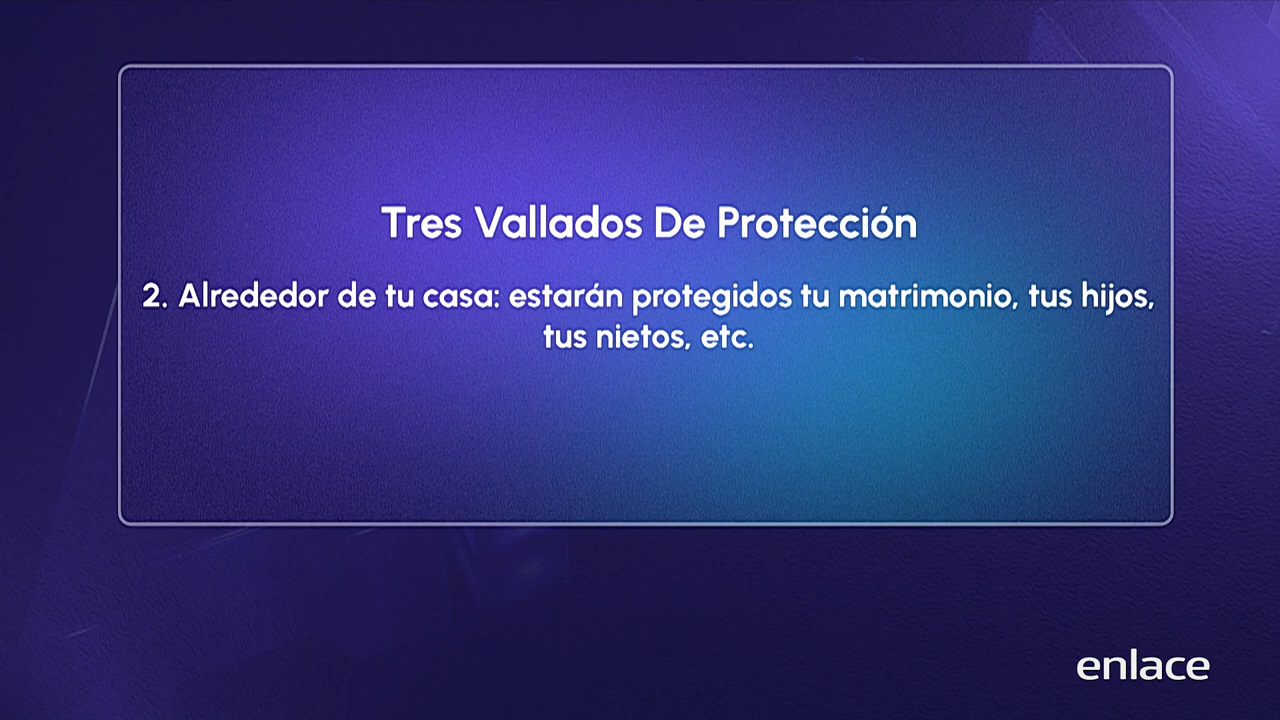 Tres Vallados De Protección
2. Alrededor de tu casa: estarán protegidos tu matrimonio, tus hijos,
tus nietos, etc.
enlace